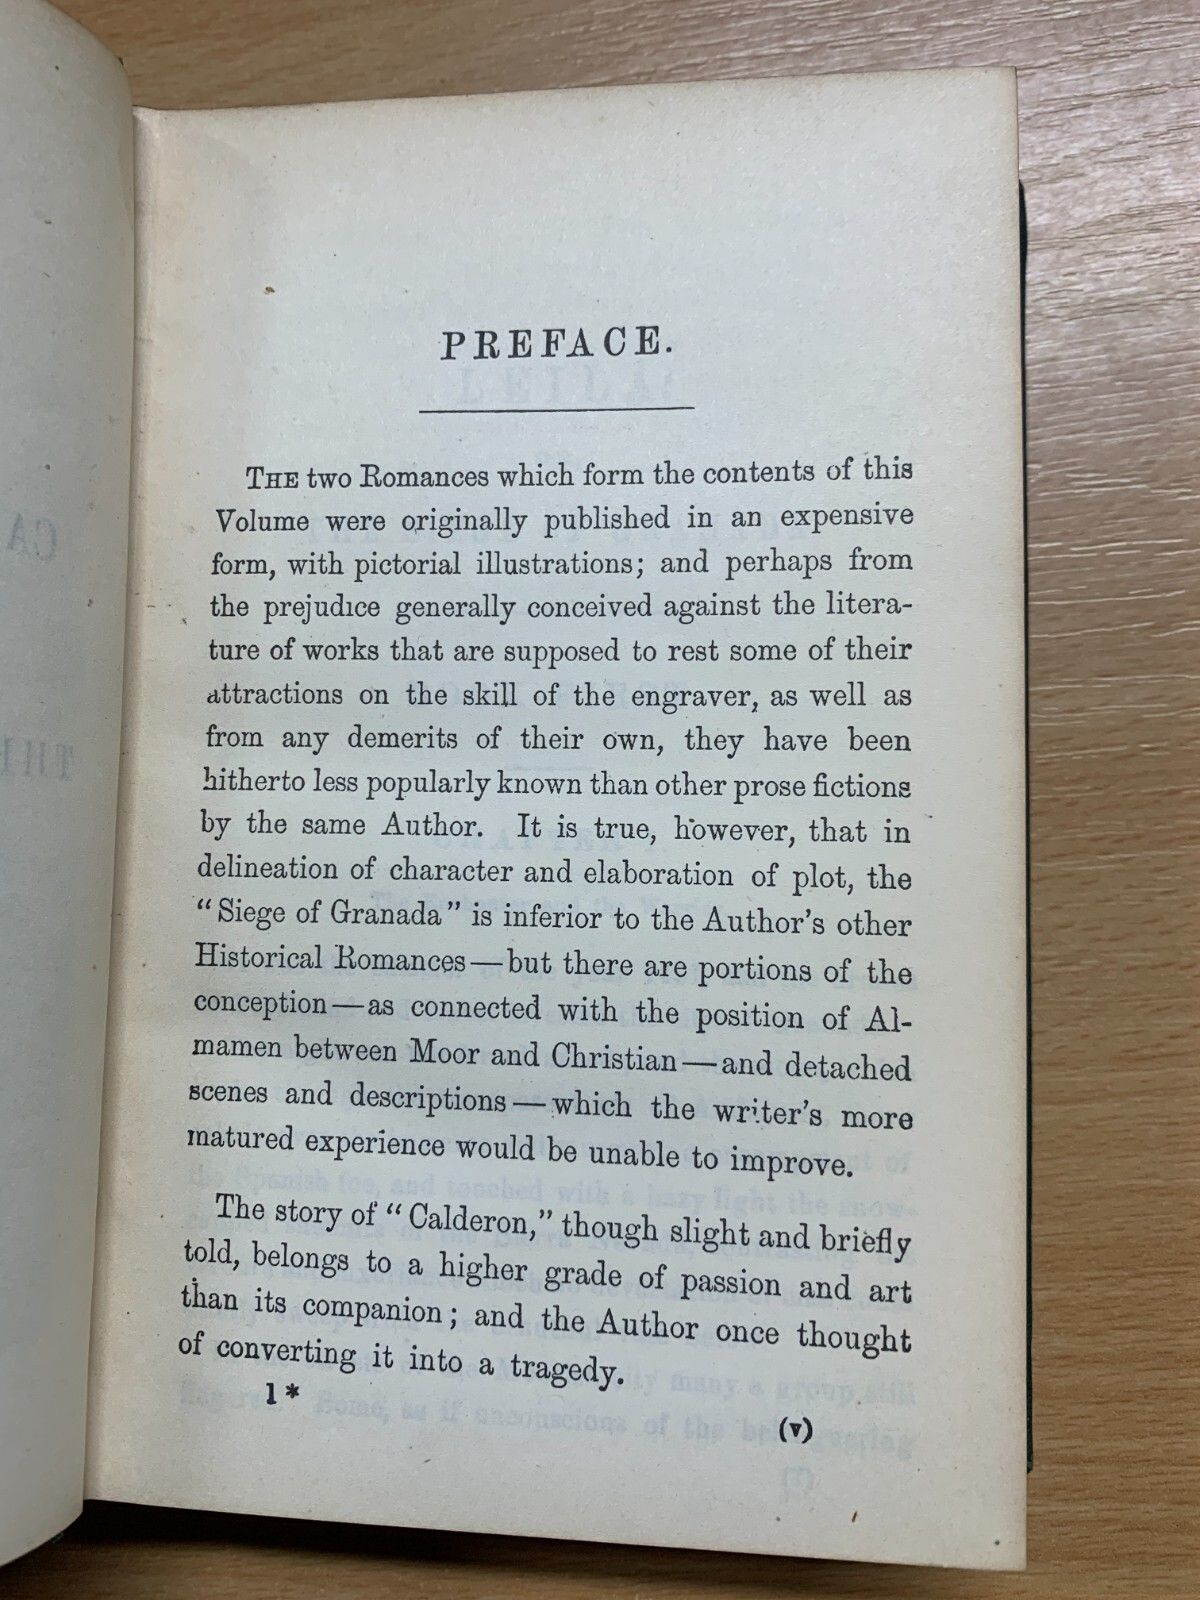 PREFACE.
THE two Romances which form the contents of this
Volume were originally published in an expensive
form, with pictorial illustrations; and perhaps from
the prejudice generally conceived against the litera-
ture of works that are supposed to rest some of their
attractions on the skill of the engraver, as well as
from any demerits of their own, they have been
hitherto less popularly known than other prose fictions
by the same Author. It is true, however, that in
delineation of character and elaboration of plot, the
“Siege of Granada” is inferior to the Author's other
Historical Romances—but there are portions of the
conception—as connected with the position of Al-
mamen between Moor and Christian—and detached
scenes and descriptions—which the writer's more
matured experience would be unable to improve.
The story of “Calderon,” though slight and briefly
told, belongs to a higher grade of passion and art
than its companion; and the Author once thought
of converting it into a tragedy.
1*
(v)